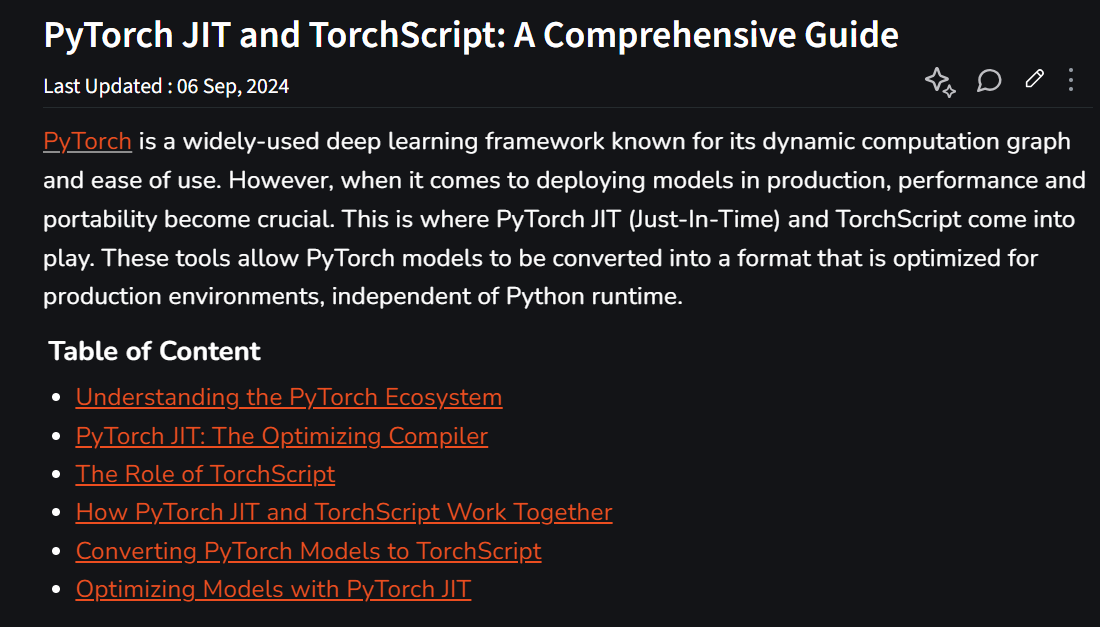 PyTorch JIT and TorchScript: A Comprehensive Guide
Last Updated : 06 Sep, 2024
PyTorch is a widely-used deep learning framework known for its dynamic computation graph
and ease of use. However, when it comes to deploying models in production, performance and
portability become crucial. This is where PyTorch JIT (Just-In-Time) and TorchScript come into
play. These tools allow PyTorch models to be converted into a format that is optimized for
production environments, independent of Python runtime.
Table of Content
Understanding the PyTorch Ecosystem
PyTorch JIT: The Optimizing Compiler
The Role of TorchScript
How PyTorch JIT and TorchScript Work Together
Converting PyTorch Models to TorchScript
Optimizing Models with PyTorch JIT